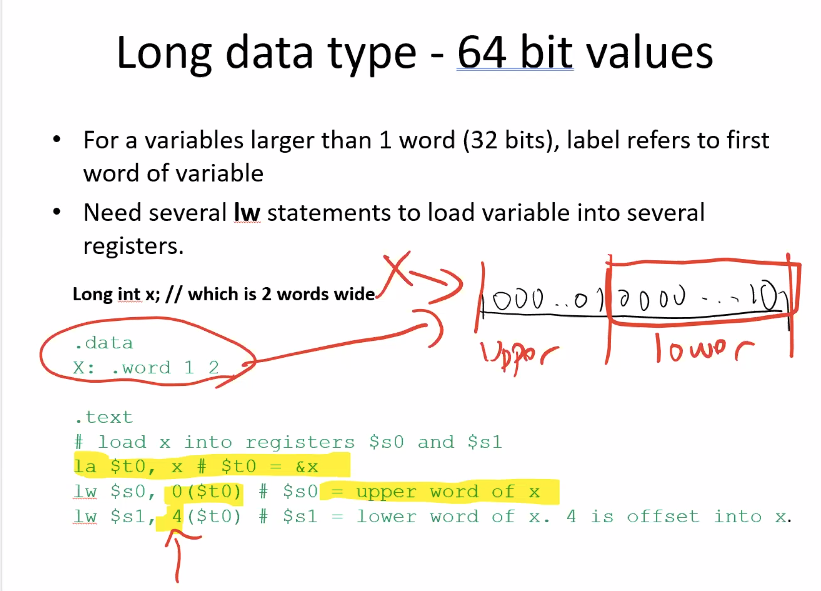 Long data type - 64 bit values
• For a variables larger than 1 word (32 bits), label refers to first
word of variable
• Need several lw statements to load variable into several
registers.
X
Long int x; // which is 2 words wide
000..01 0000...10
upper lower
.data
X: .word 1 2
.text
# load x into registers $s0 and $s1
la $t0, x # $t0 = &x
lw $s0, 0($t0) # $s0 = upper word of x
lw $s1, 4($t0) # $s1 = lower word of x. 4 is offset into x.